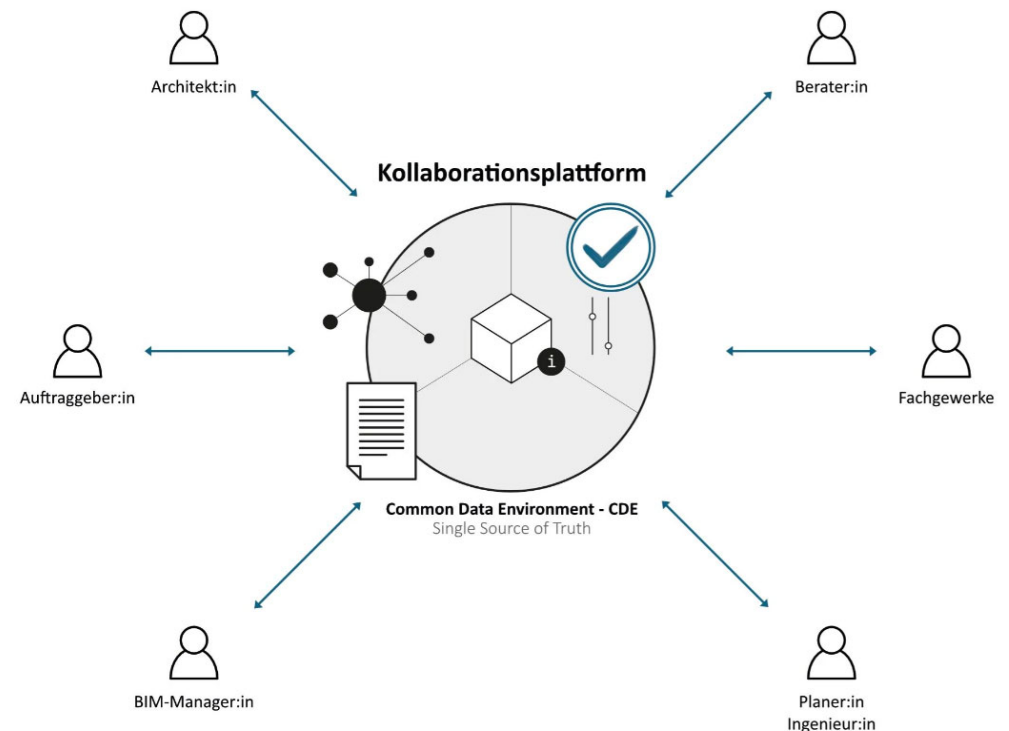 Architekt:in
Berater:in
Kollaborationsplattform
i
Auftraggeber:in
Fachgewerke
Common Data Environment - CDE
Single Source of Truth
BIM-Manager:in
Planer:in
Ingenieur:in